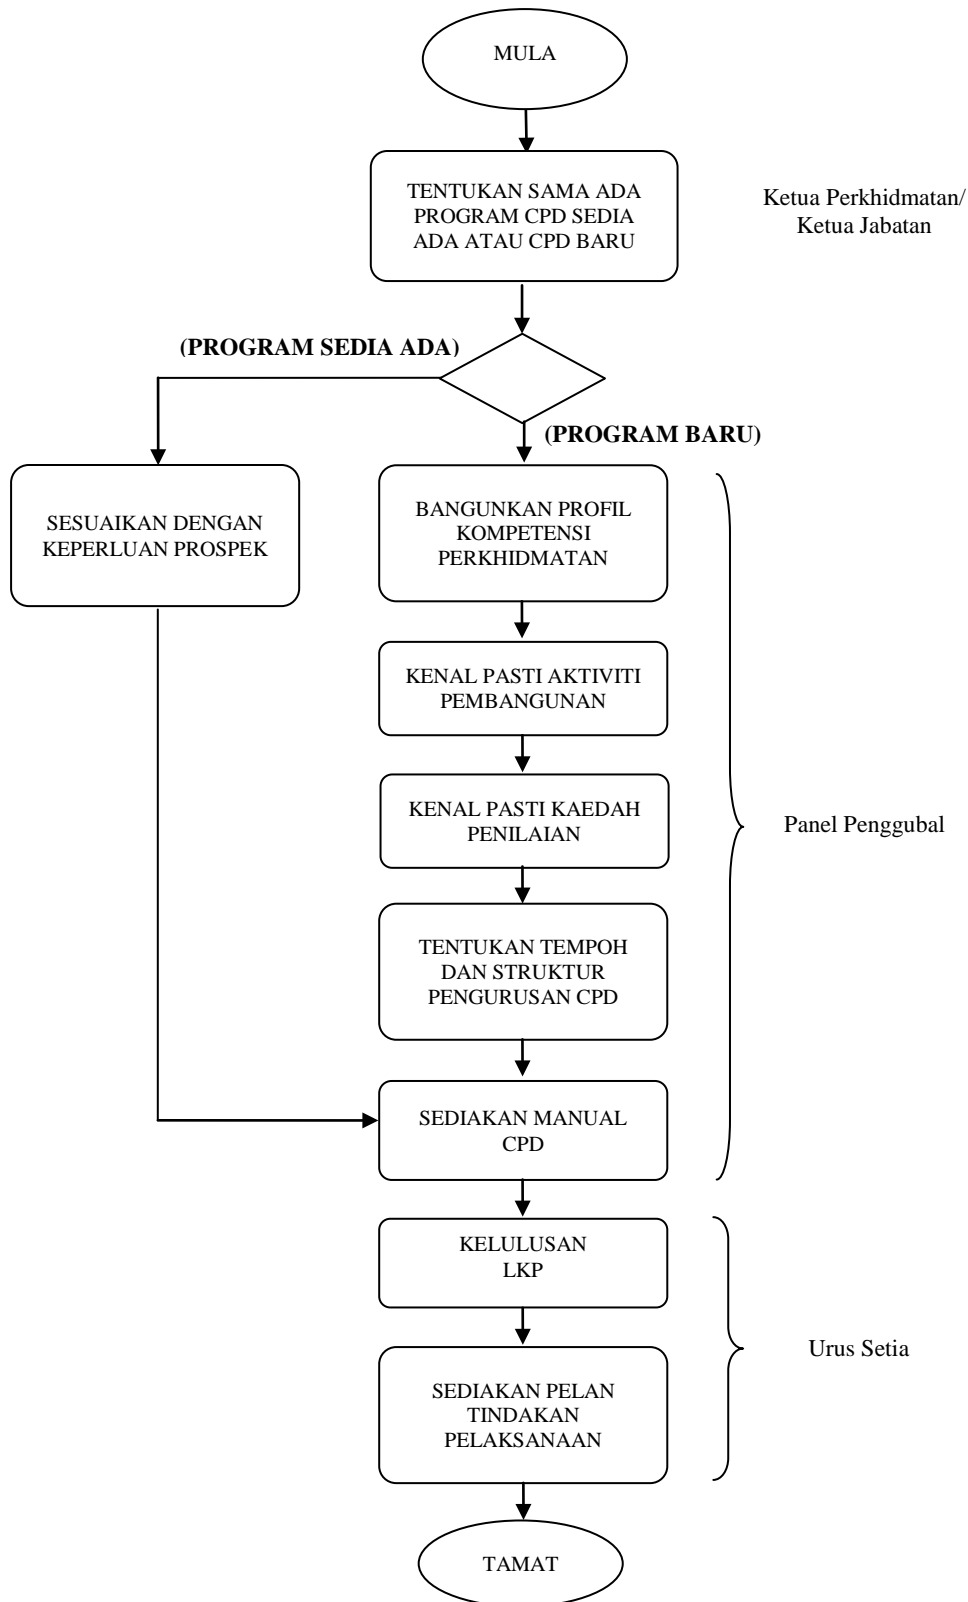 MULA
TENTUKAN SAMA ADA
PROGRAM CPD SEDIA
ADA ATAU CPD BARU
Ketua Perkhidmatan/
Ketua Jabatan
(PROGRAM SEDIA ADA)
(PROGRAM BARU)
SESUAIKAN DENGAN
KEPERLUAN PROSPEK
BANGUNKAN PROFIL
KOMPETENSI
PERKHIDMATAN
KENAL PASTI AKTIVITI
PEMBANGUNAN
KENAL PASTI KAEDAH
PENILAIAN
Panel Penggubal
TENTUKAN TEMPOH
DAN STRUKTUR
PENGURUSAN CPD
SEDIAKAN MANUAL
CPD
KELULUSAN
LKP
Urus Setia
SEDIAKAN PELAN
TINDAKAN
PELAKSANAAN
TAMAT